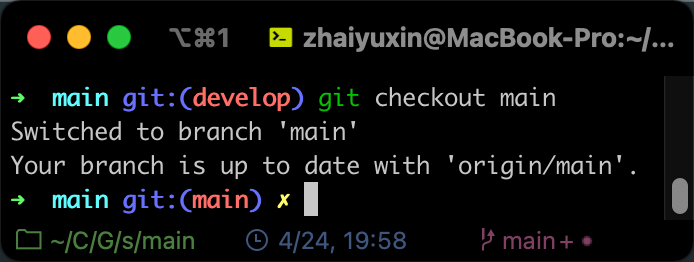 ⌥⌘1 zhaiyuxin@MacBook-Pro:~/...
➜ main git:(develop) git checkout main
Switched to branch 'main'
Your branch is up to date with 'origin/main'.
➜ main git:(main) ✗
~/C/G/s/main 4/24, 19:58 main+•